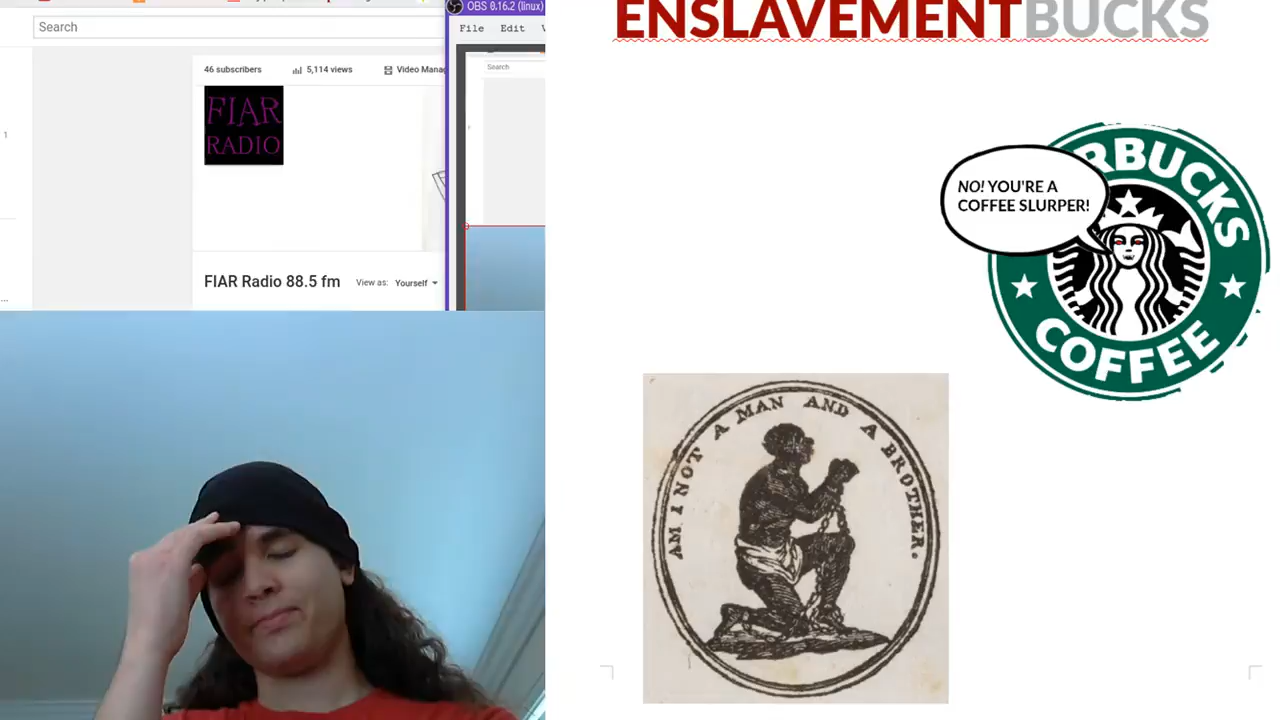 Search
46 subscribers
5,114 views
Video Manag
FIAR
RADIO
1
FIAR Radio 88.5 fm
View as:
Yourself
...
OBS 0.16.2 (linux)
File
Edit
V
Search
ENSLAVEMENTBUCKS
NO! YOU'RE A
COFFEE SLURPER!
RBUCKS
COFFEE
AM I NOT A MAN AND A BROTHER.